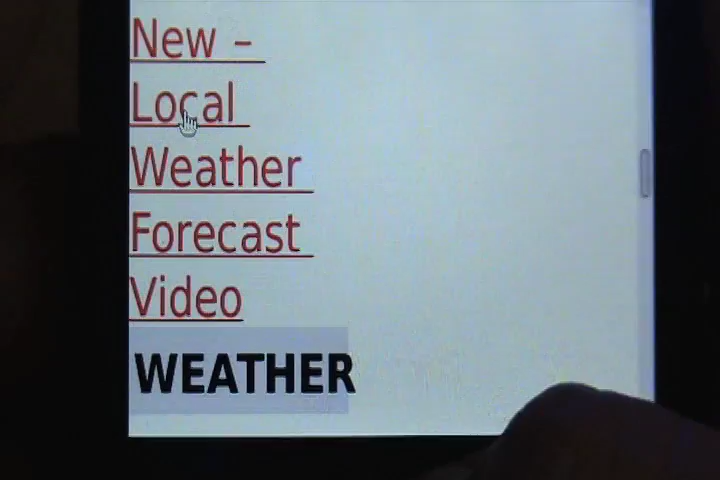 New –
Local
Weather
Forecast
Video
WEATHER